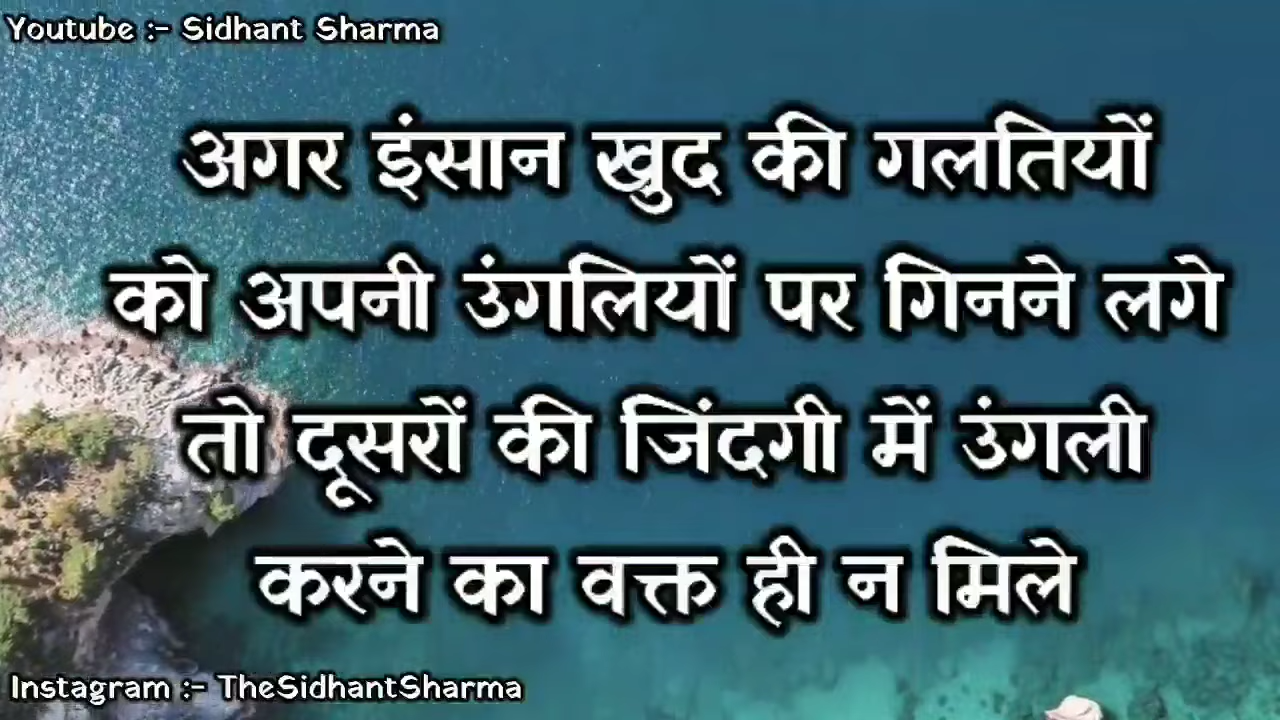 Youtube :- Sidhant Sharma
अगर इंसान खुद की गलतियों
को अपनी उंगलियों पर गिनने लगे
तो दूसरों की जिंदगी में उंगली
करने का वक्त ही न मिले
Instagram :- TheSidhantSharma